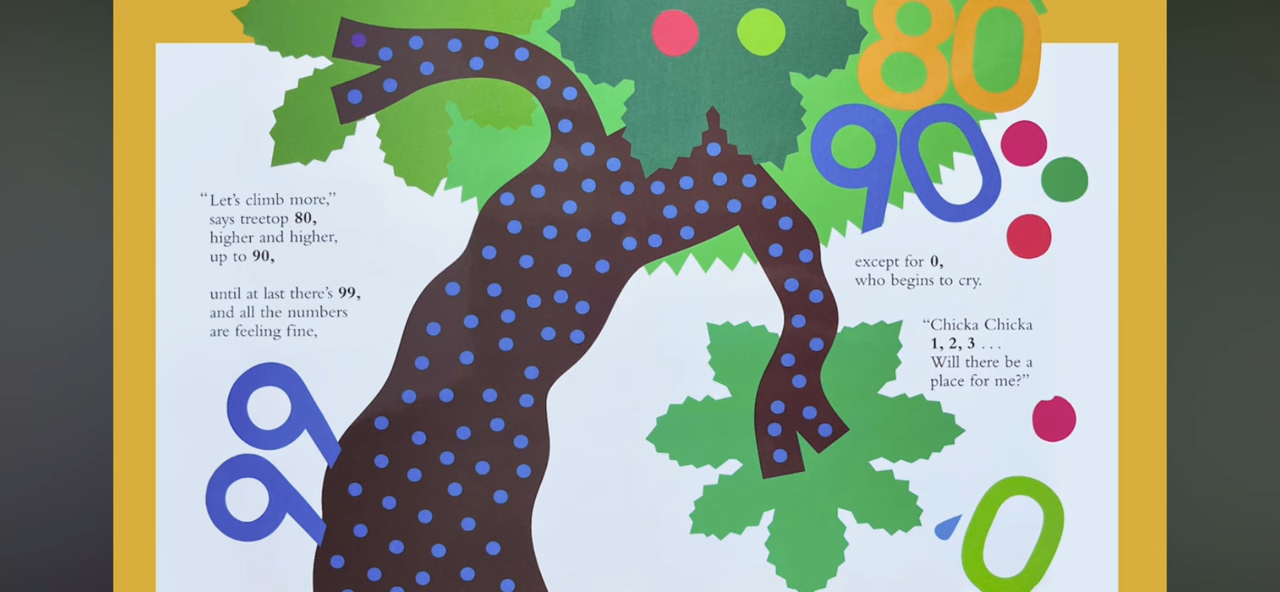 80
90
“Let’s climb more,”
says treetop 80,
higher and higher,
up to 90,
until at last there’s 99,
and all the numbers
are feeling fine,
99
except for 0,
who begins to cry.
“Chicka Chicka
1, 2, 3 . . .
Will there be a
place for me?”
0